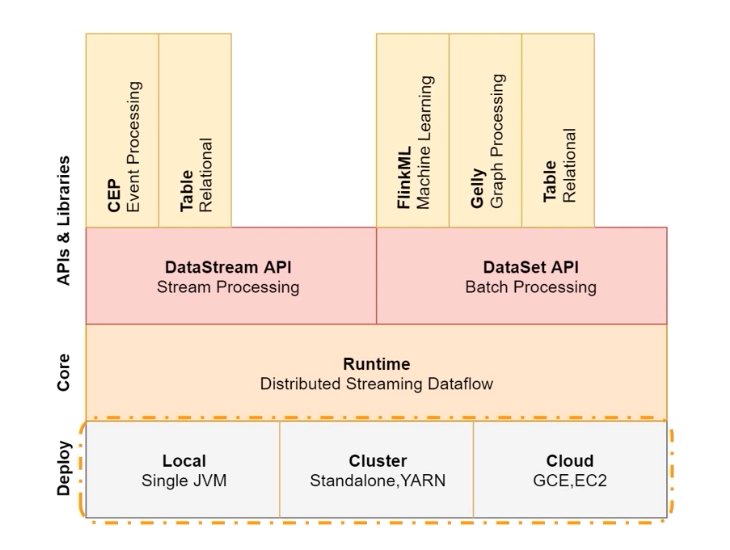 APIs & Libraries
CEP
Event Processing
Table
Relational
FlinkML
Machine Learning
Gelly
Graph Processing
Table
Relational
DataStream API
Stream Processing
DataSet API
Batch Processing
Core
Runtime
Distributed Streaming Dataflow
Deploy
Local
Single JVM
Cluster
Standalone,YARN
Cloud
GCE,EC2